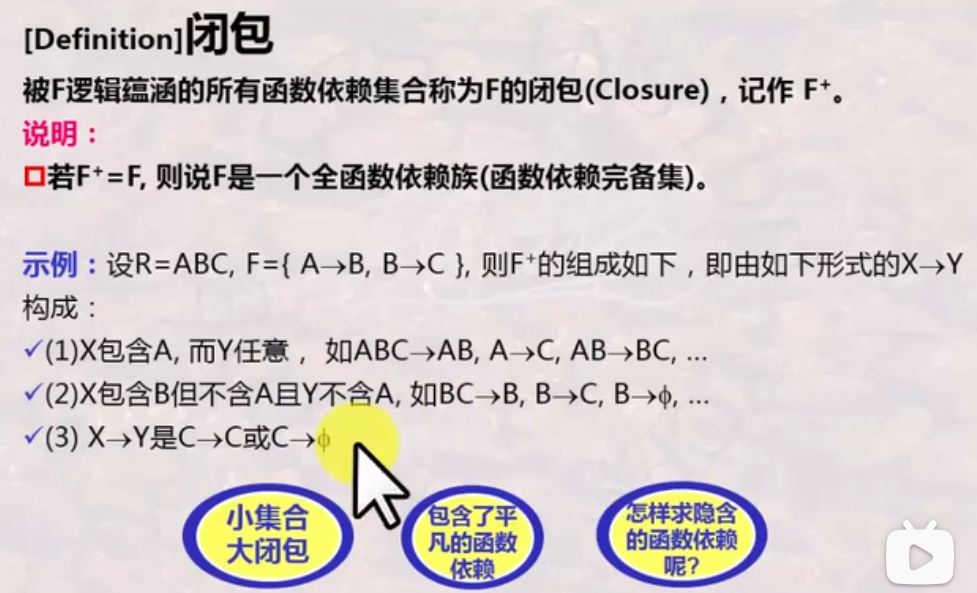 [Definition]闭包
被F逻辑蕴涵的所有函数依赖集合称为F的闭包(Closure)，记作 F⁺。
说明：
若F⁺=F, 则说F是一个全函数依赖族(函数依赖完备集)。
示例：设R=ABC, F={ A→B, B→C }, 则F⁺的组成如下，即由如下形式的X→Y
构成：
✓(1)X包含A, 而Y任意， 如ABC→AB, A→C, AB→BC, ...
✓(2)X包含B但不含A且Y不含A, 如BC→B, B→C, B→ϕ, ...
✓(3) X→Y是C→C或C→ϕ
小集合
大闭包
包含了平
凡的函数
依赖
怎样求隐含
的函数依赖
呢?